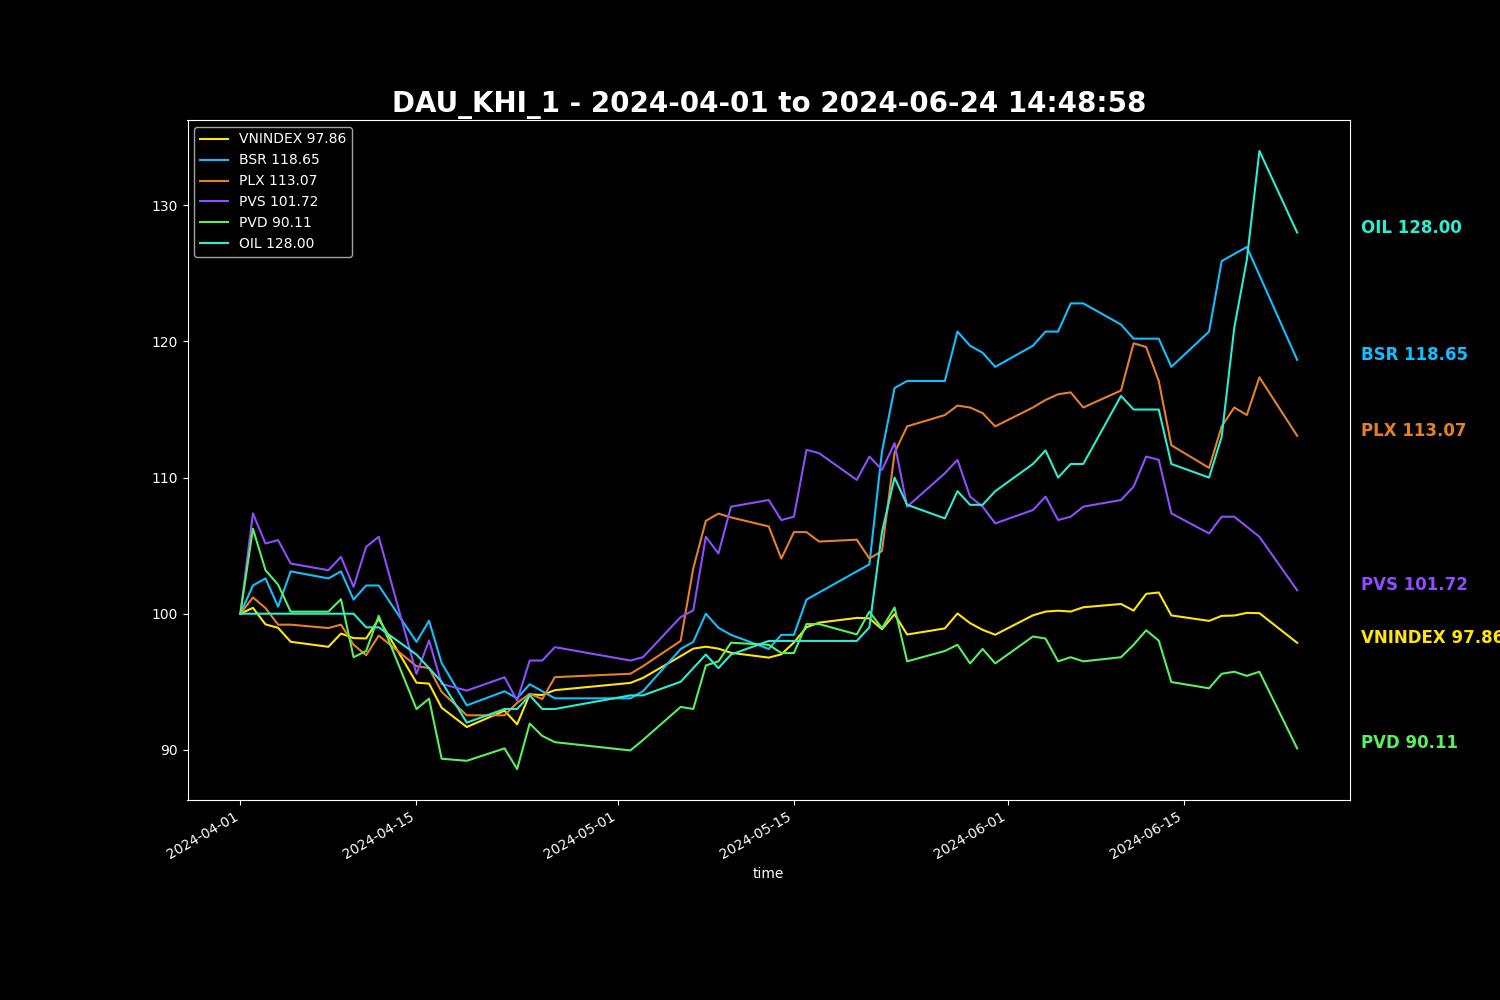 DAU_KHI_1 - 2024-04-01 to 2024-06-24 14:48:58
VNINDEX 97.86
BSR 118.65
PLX 113.07
PVS 101.72
PVD 90.11
OIL 128.00
130
120
110
100
90
OIL 128.00
BSR 118.65
PLX 113.07
PVS 101.72
VNINDEX 97.86
PVD 90.11
2024-04-01
2024-04-15
2024-05-01
2024-05-15
2024-06-01
2024-06-15
time